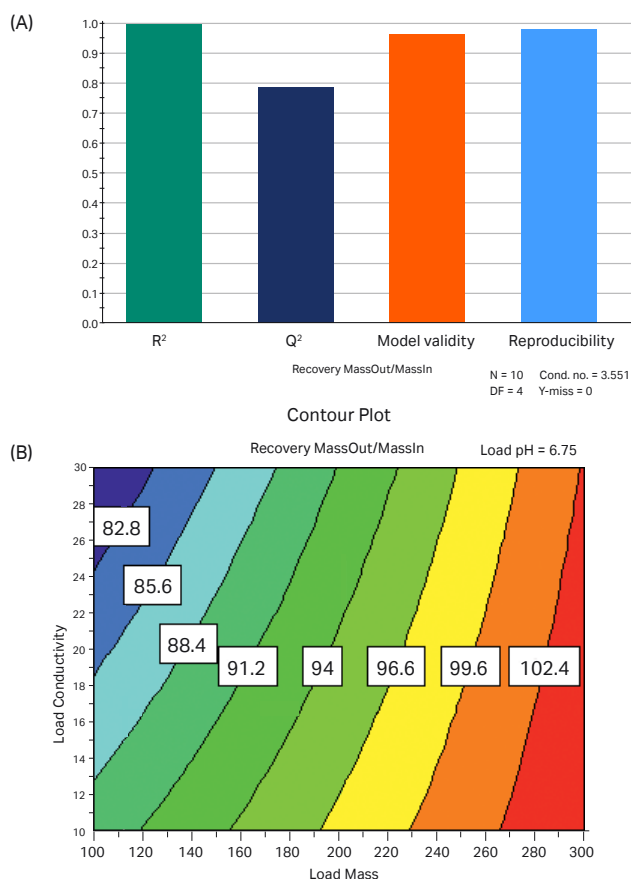 (A)
1.0
0.9
0.8
0.7
0.6
0.5
0.4
0.3
0.2
0.1
0.0
R² Q² Model validity Reproducibility
Recovery MassOut/MassIn
N = 10 Cond. no. = 3.551
DF = 4 Y-miss = 0
Contour Plot
(B)
Recovery MassOut/MassIn Load pH = 6.75
Load Conductivity
30
28
26
24
22
20
18
16
14
12
10
82.8
85.6
88.4
91.2 94 96.6 99.6 102.4
100 120 140 160 180 200 220 240 260 280 300
Load Mass